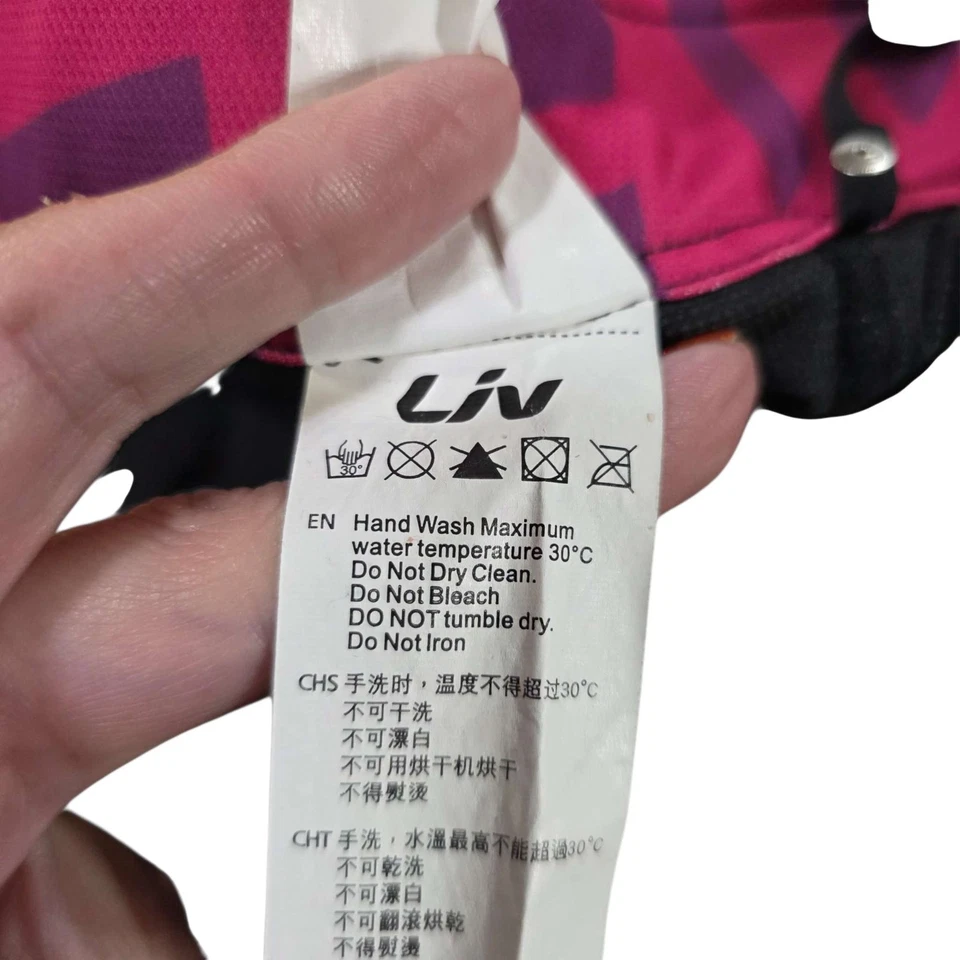 Liv
30°
EN Hand Wash Maximum
water temperature 30°C
Do Not Dry Clean.
Do Not Bleach
DO NOT tumble dry.
Do Not Iron
CHS 手洗时，温度不得超过30°C
不可干洗
不可漂白
不可用烘干机烘干
不得熨烫
CHT 手洗，水溫最高不能超過30°C
不可乾洗
不可漂白
不可翻滾烘乾
不得熨燙